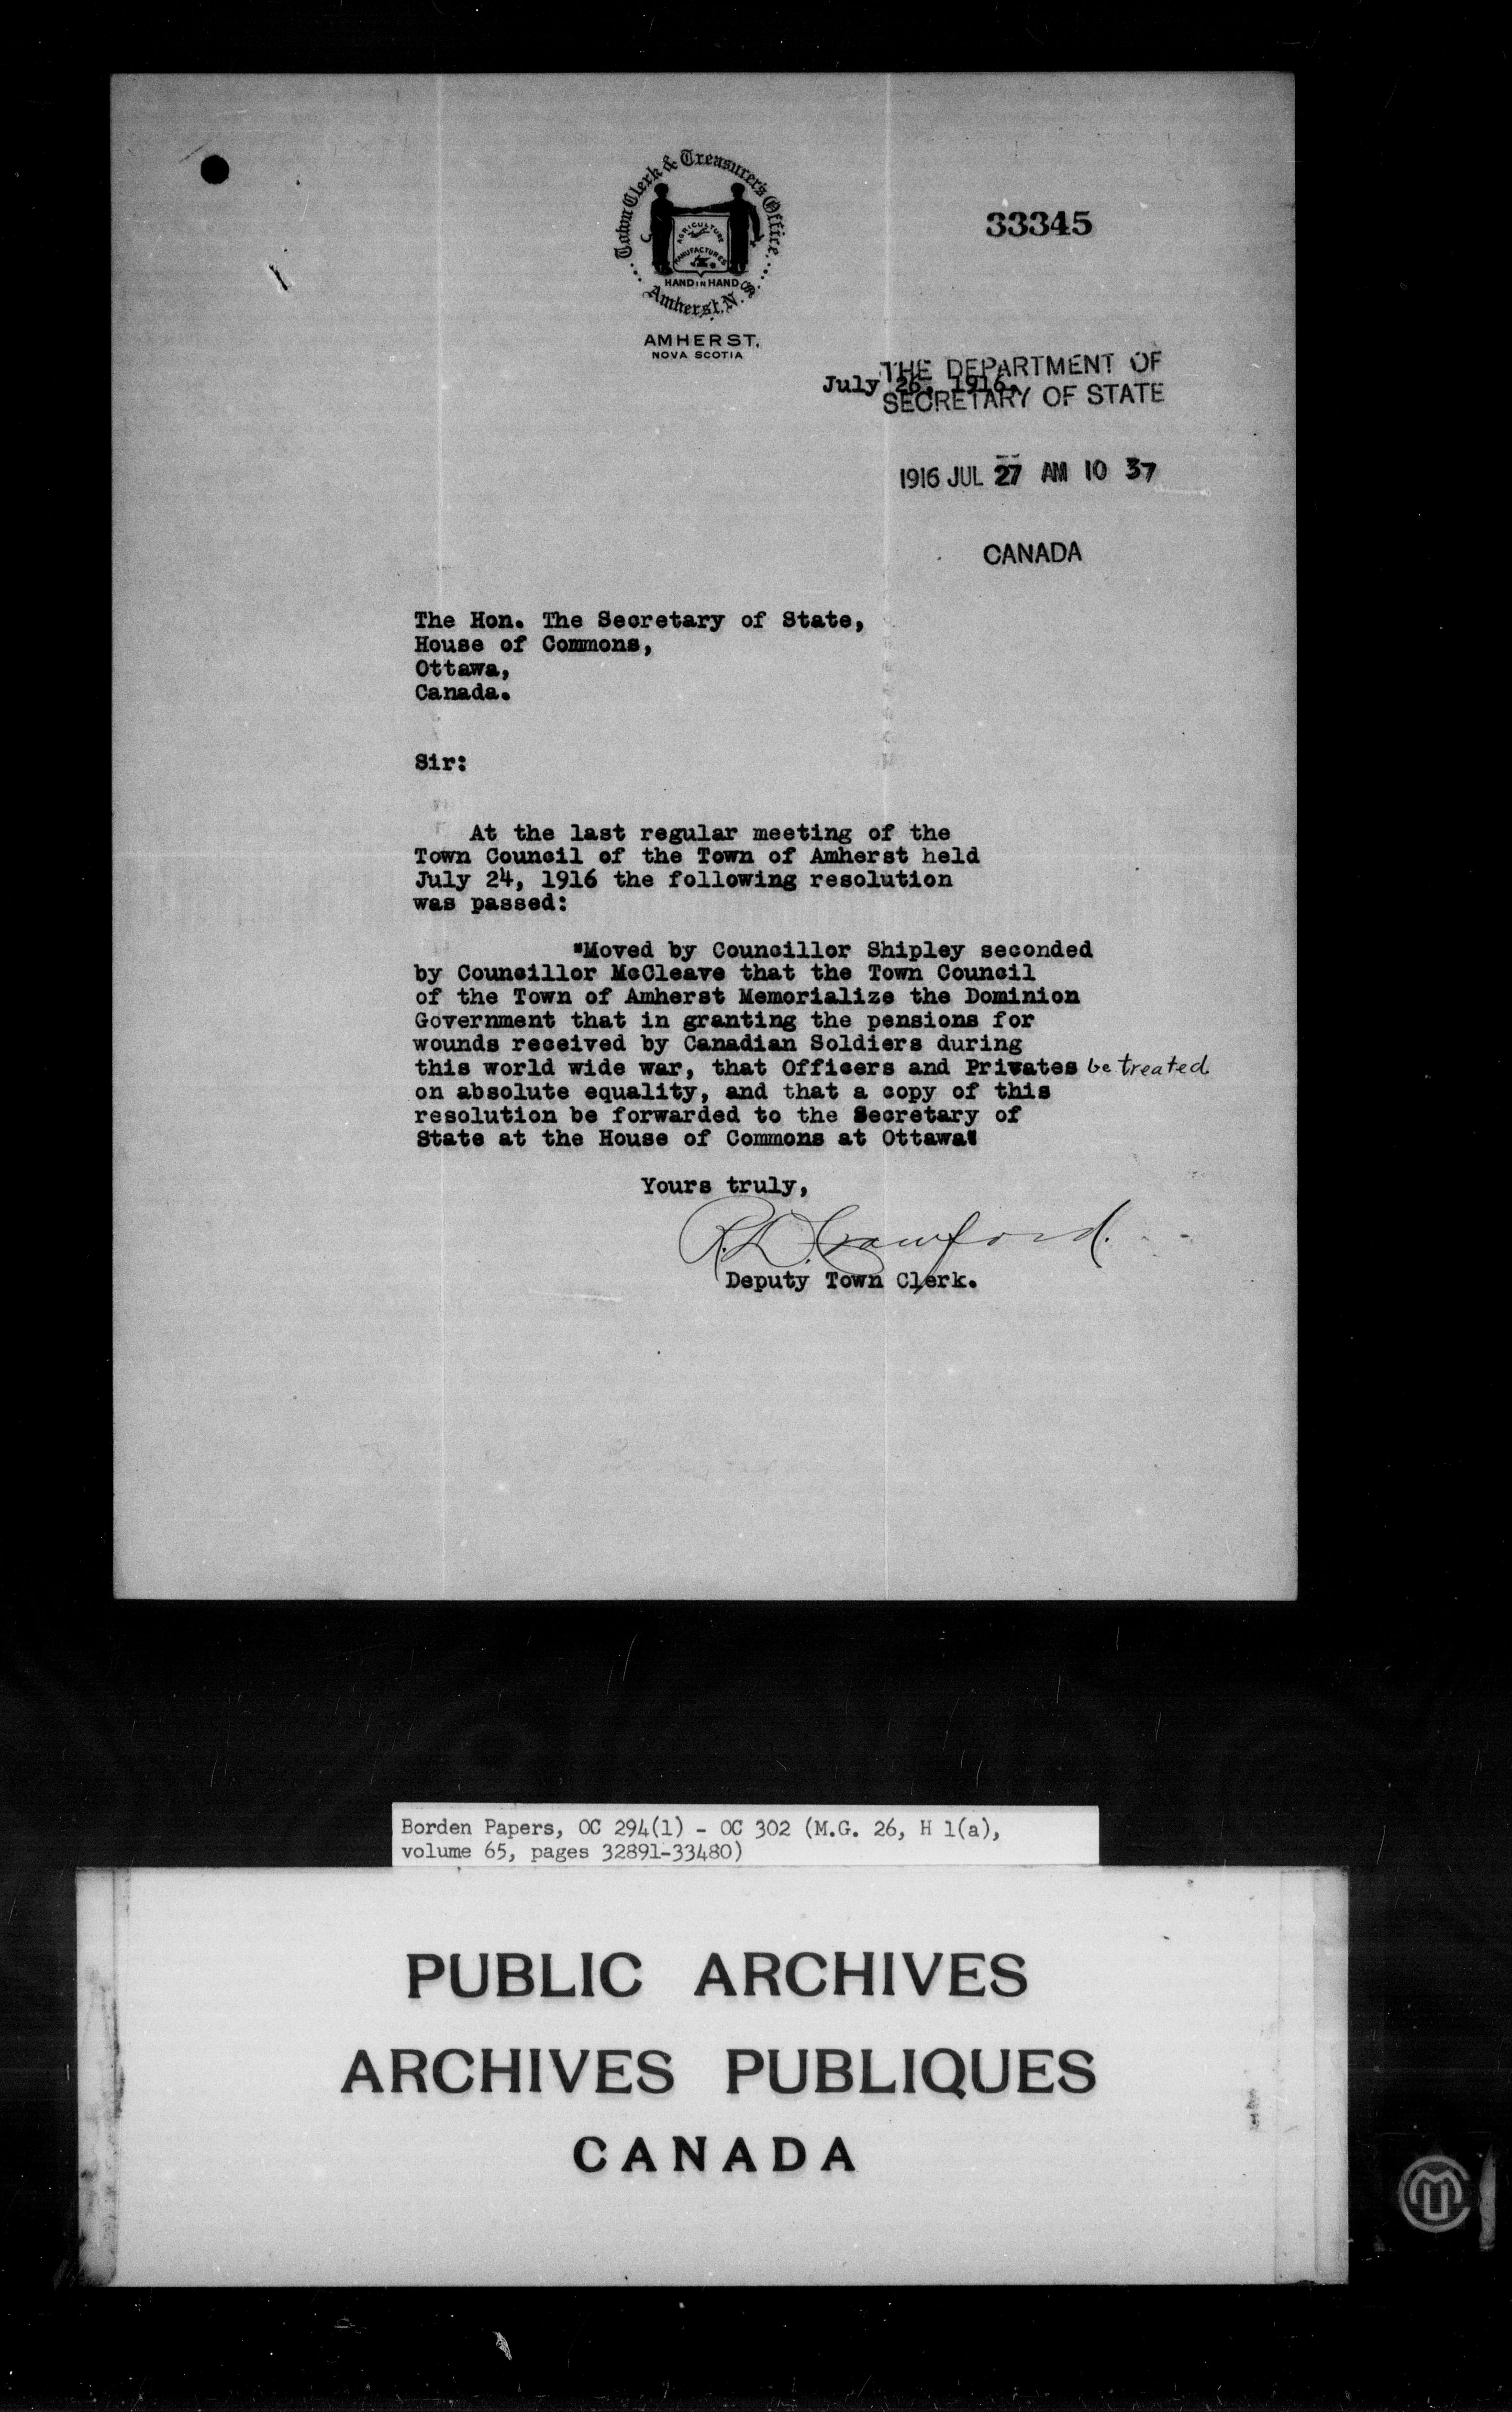 Town Clerk & Treasurer's Office.
AGRICULTURE
MANUFACTURES
HAND IN HAND
Amherst, N. S.
AMHERST,
NOVA SCOTIA
33345
THE DEPARTMENT OF
July 26, 1916.
SECRETARY OF STATE
1916 JUL 27 AM 10 37
CANADA
The Hon. The Secretary of State,
House of Commons,
Ottawa,
Canada.
Sir:
At the last regular meeting of the
Town Council of the Town of Amherst held
July 24, 1916 the following resolution
was passed:
"Moved by Councillor Shipley seconded
by Councillor McCleave that the Town Council
of the Town of Amherst Memorialize the Dominion
Government that in granting the pensions for
wounds received by Canadian Soldiers during
this world wide war, that Officers and Privates be treated
on absolute equality, and that a copy of this
resolution be forwarded to the Secretary of
State at the House of Commons at Ottawa"
Yours truly,
R.D. Crawford.
Deputy Town Clerk.
Borden Papers, OC 294(1) - OC 302 (M.G. 26, H 1(a),
volume 65, pages 32891-33480)
PUBLIC ARCHIVES
ARCHIVES PUBLIQUES
CANADA